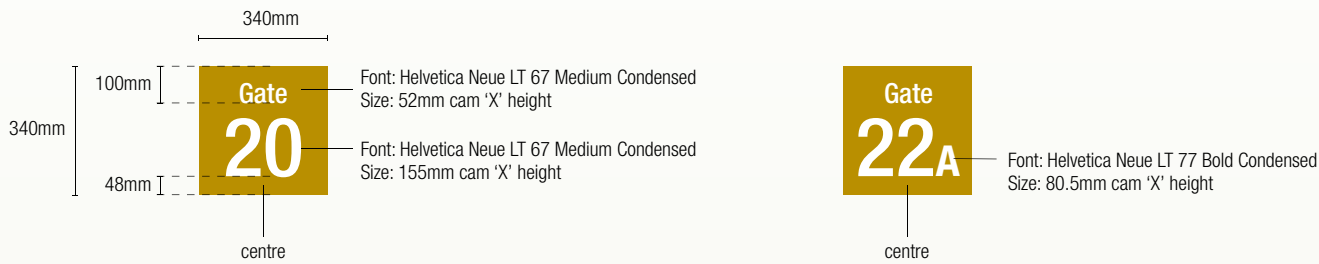 340mm
340mm
100mm
48mm
Gate
20
Font: Helvetica Neue LT 67 Medium Condensed
Size: 52mm cam ‘X’ height
Font: Helvetica Neue LT 67 Medium Condensed
Size: 155mm cam ‘X’ height
centre
Gate
22A
Font: Helvetica Neue LT 77 Bold Condensed
Size: 80.5mm cam ‘X’ height
centre